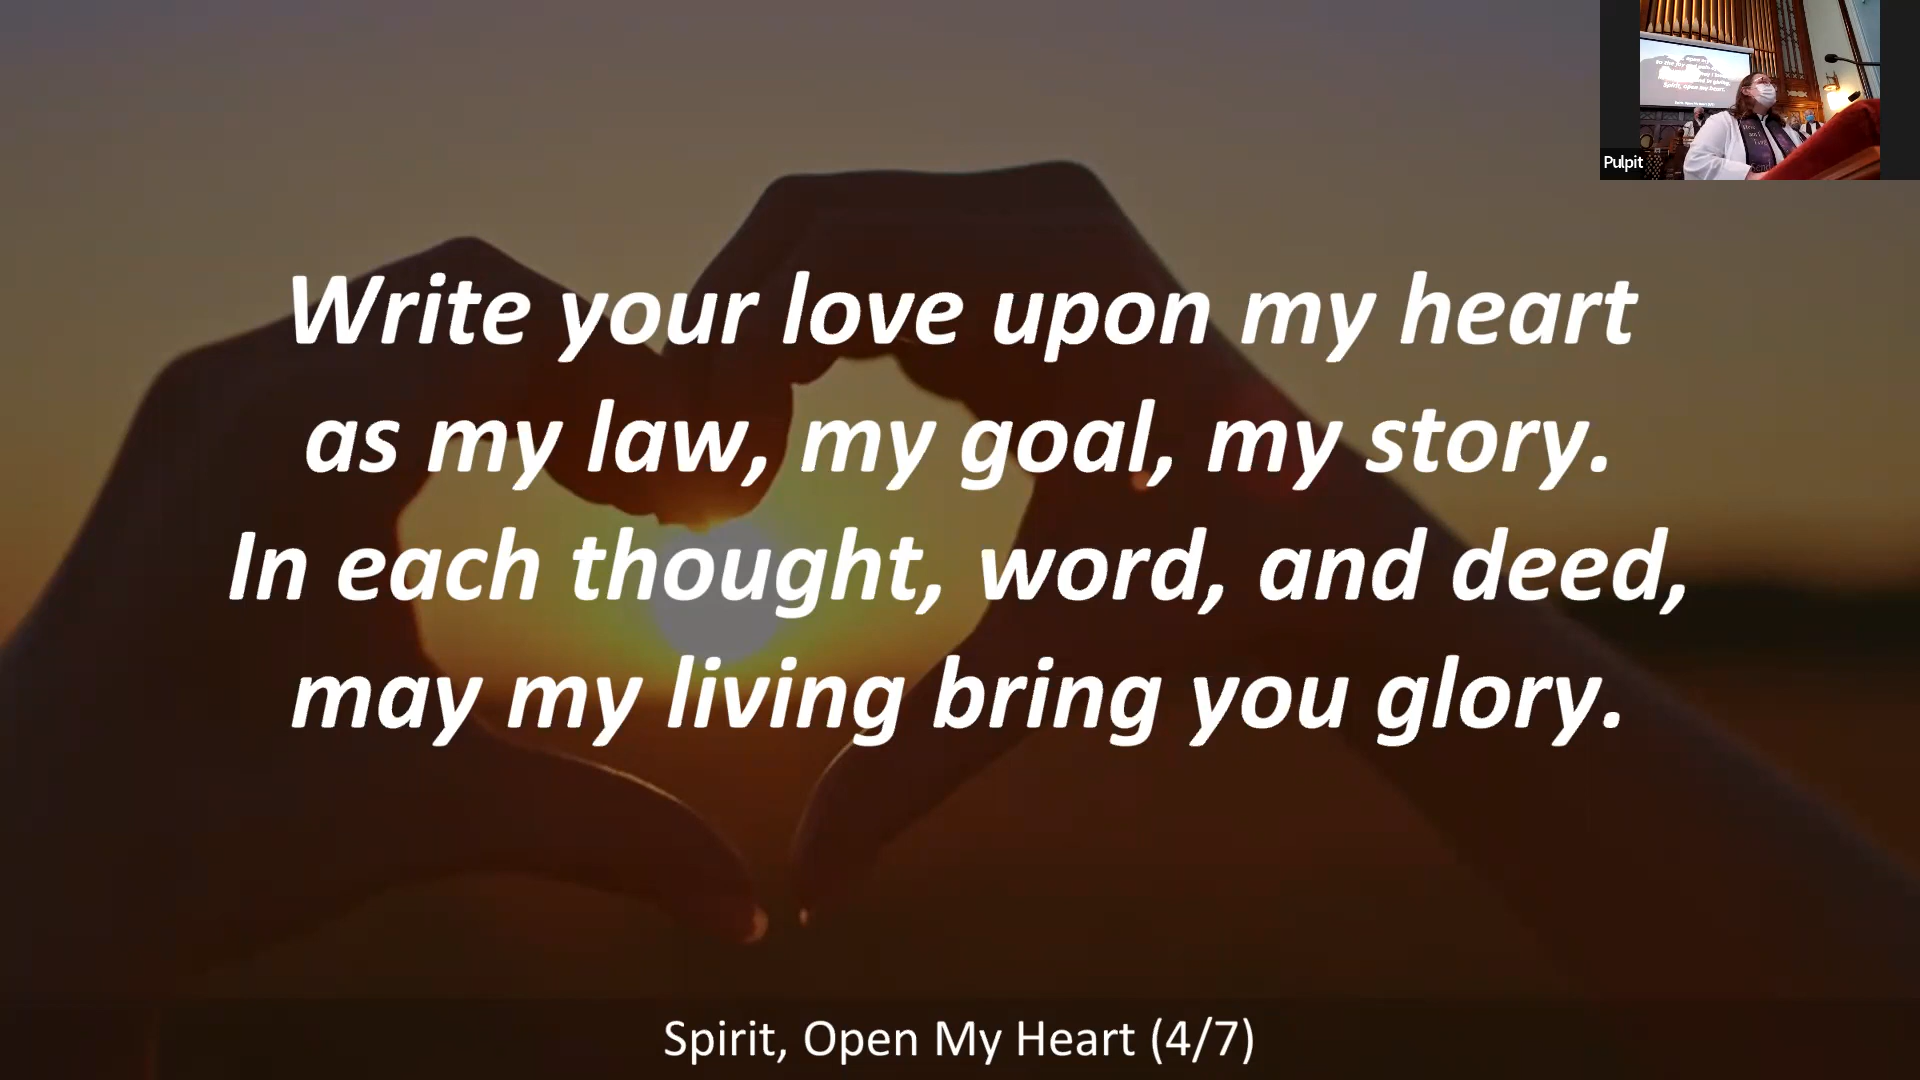 Write your love upon my heart
as my law, my goal, my story.
In each thought, word, and deed,
may my living bring you glory.
Spirit, Open My Heart (4/7)
Pulpit